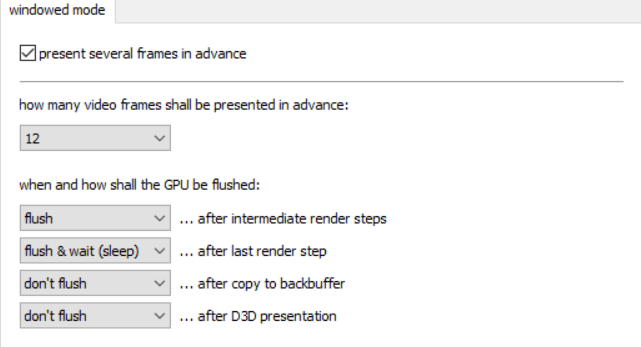 windowed mode
present several frames in advance
how many video frames shall be presented in advance:
12
when and how shall the GPU be flushed:
flush ... after intermediate render steps
flush & wait (sleep) ... after last render step
don't flush ... after copy to backbuffer
don't flush ... after D3D presentation